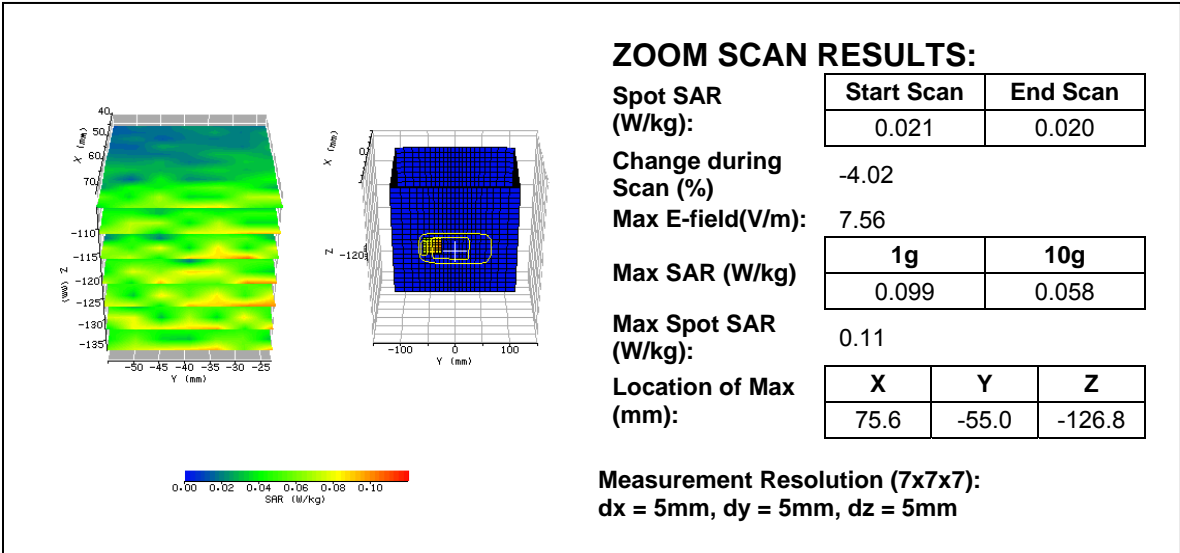 ZOOM SCAN RESULTS:
Spot SAR
(W/kg):
Start Scan End Scan
0.021 0.020
Change during
Scan (%)
-4.02
Max E-field(V/m): 7.56
Max SAR (W/kg)
1g 10g
0.099 0.058
Max Spot SAR
(W/kg):
0.11
Location of Max
(mm):
X Y Z
75.6 -55.0 -126.8
Measurement Resolution (7x7x7):
dx = 5mm, dy = 5mm, dz = 5mm
40
50
60
70
X (mm)
-110
-115
-120
-125
-130
-135
Z (mm)
-50 -45 -40 -35 -30 -25
Y (mm)
X (mm)
0
Z
-120
-100 0 100
Y (mm)
0.00 0.02 0.04 0.06 0.08 0.10
SAR (W/kg)